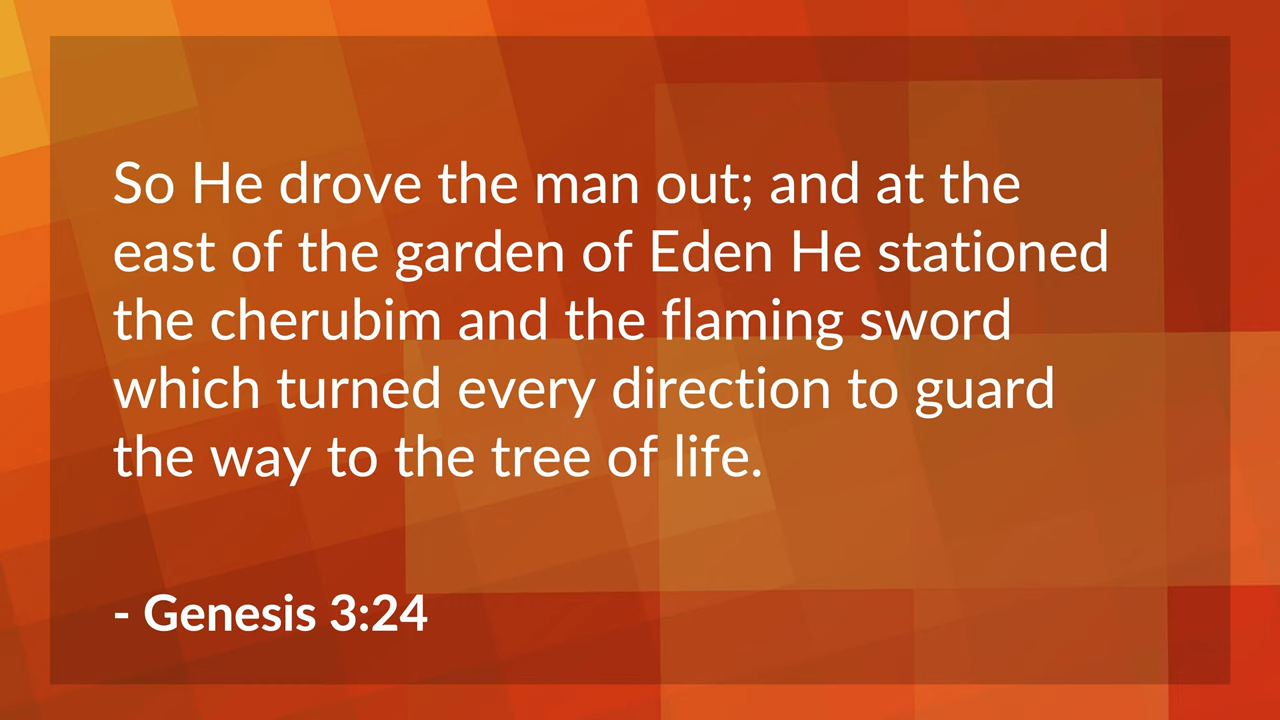 So He drove the man out; and at the
east of the garden of Eden He stationed
the cherubim and the flaming sword
which turned every direction to guard
the way to the tree of life.
- Genesis 3:24